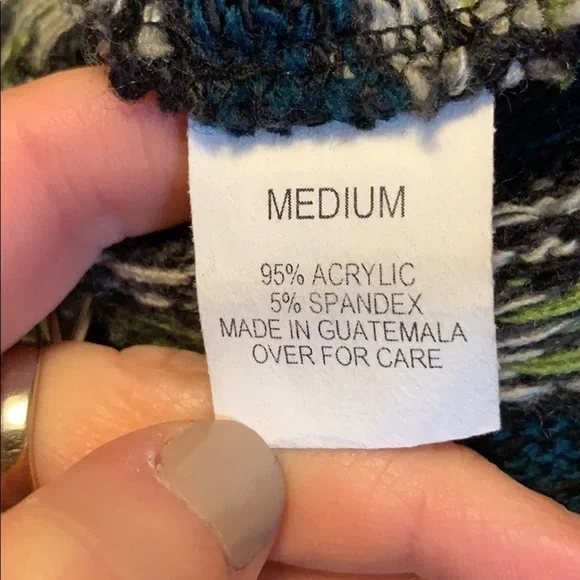 MEDIUM
95% ACRYLIC
5% SPANDEX
MADE IN GUATEMALA
OVER FOR CARE